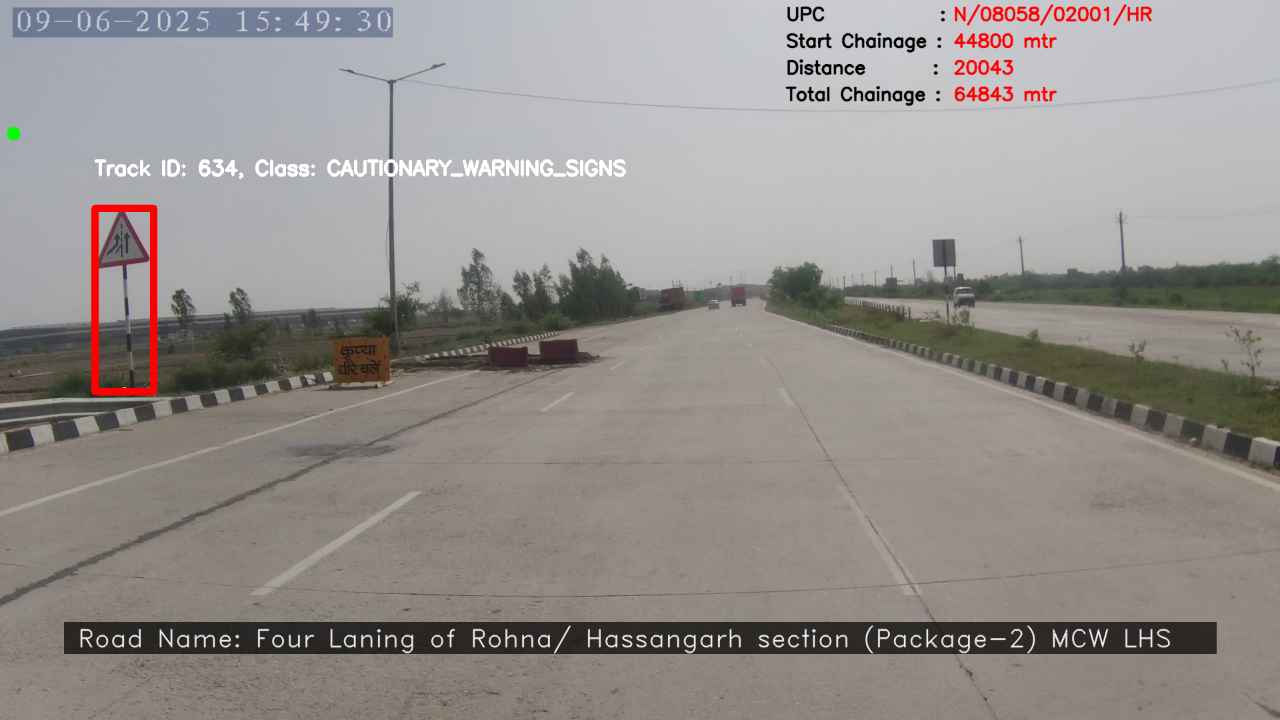 09-06-2025 15:49:30
UPC : N/08058/02001/HR
Start Chainage : 44800 mtr
Distance : 20043
Total Chainage : 64843 mtr
Track ID: 634, Class: CAUTIONARY_WARNING_SIGNS
कृप्या
धीरे चलें
Road Name: Four Laning of Rohna/ Hassangarh section (Package-2) MCW LHS